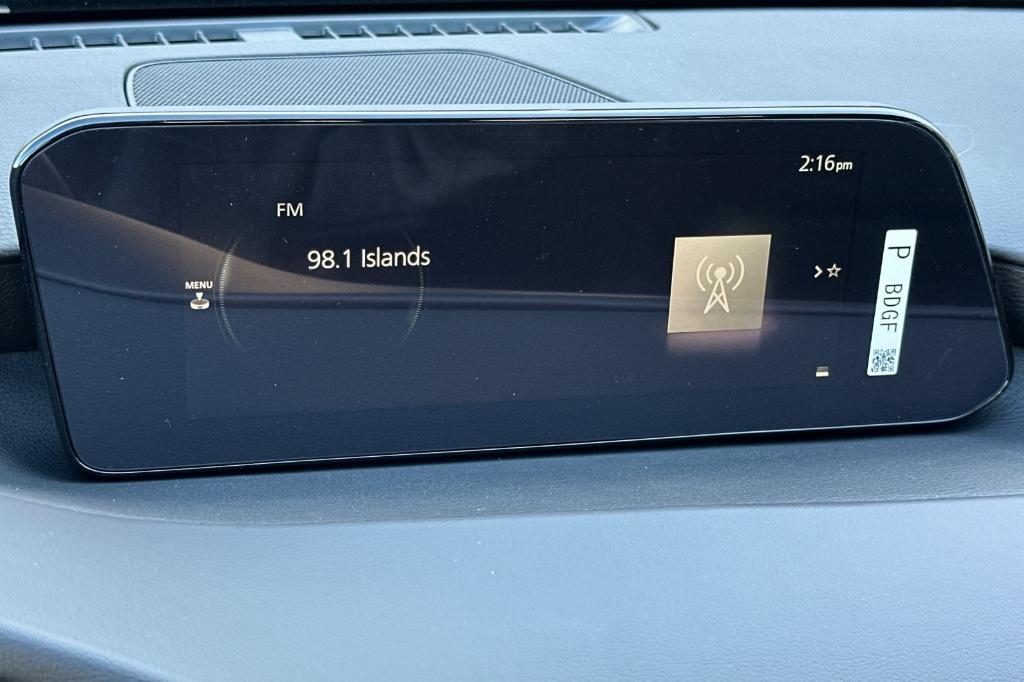 2:16pm
FM
98.1 Islands
MENU
P BDGF